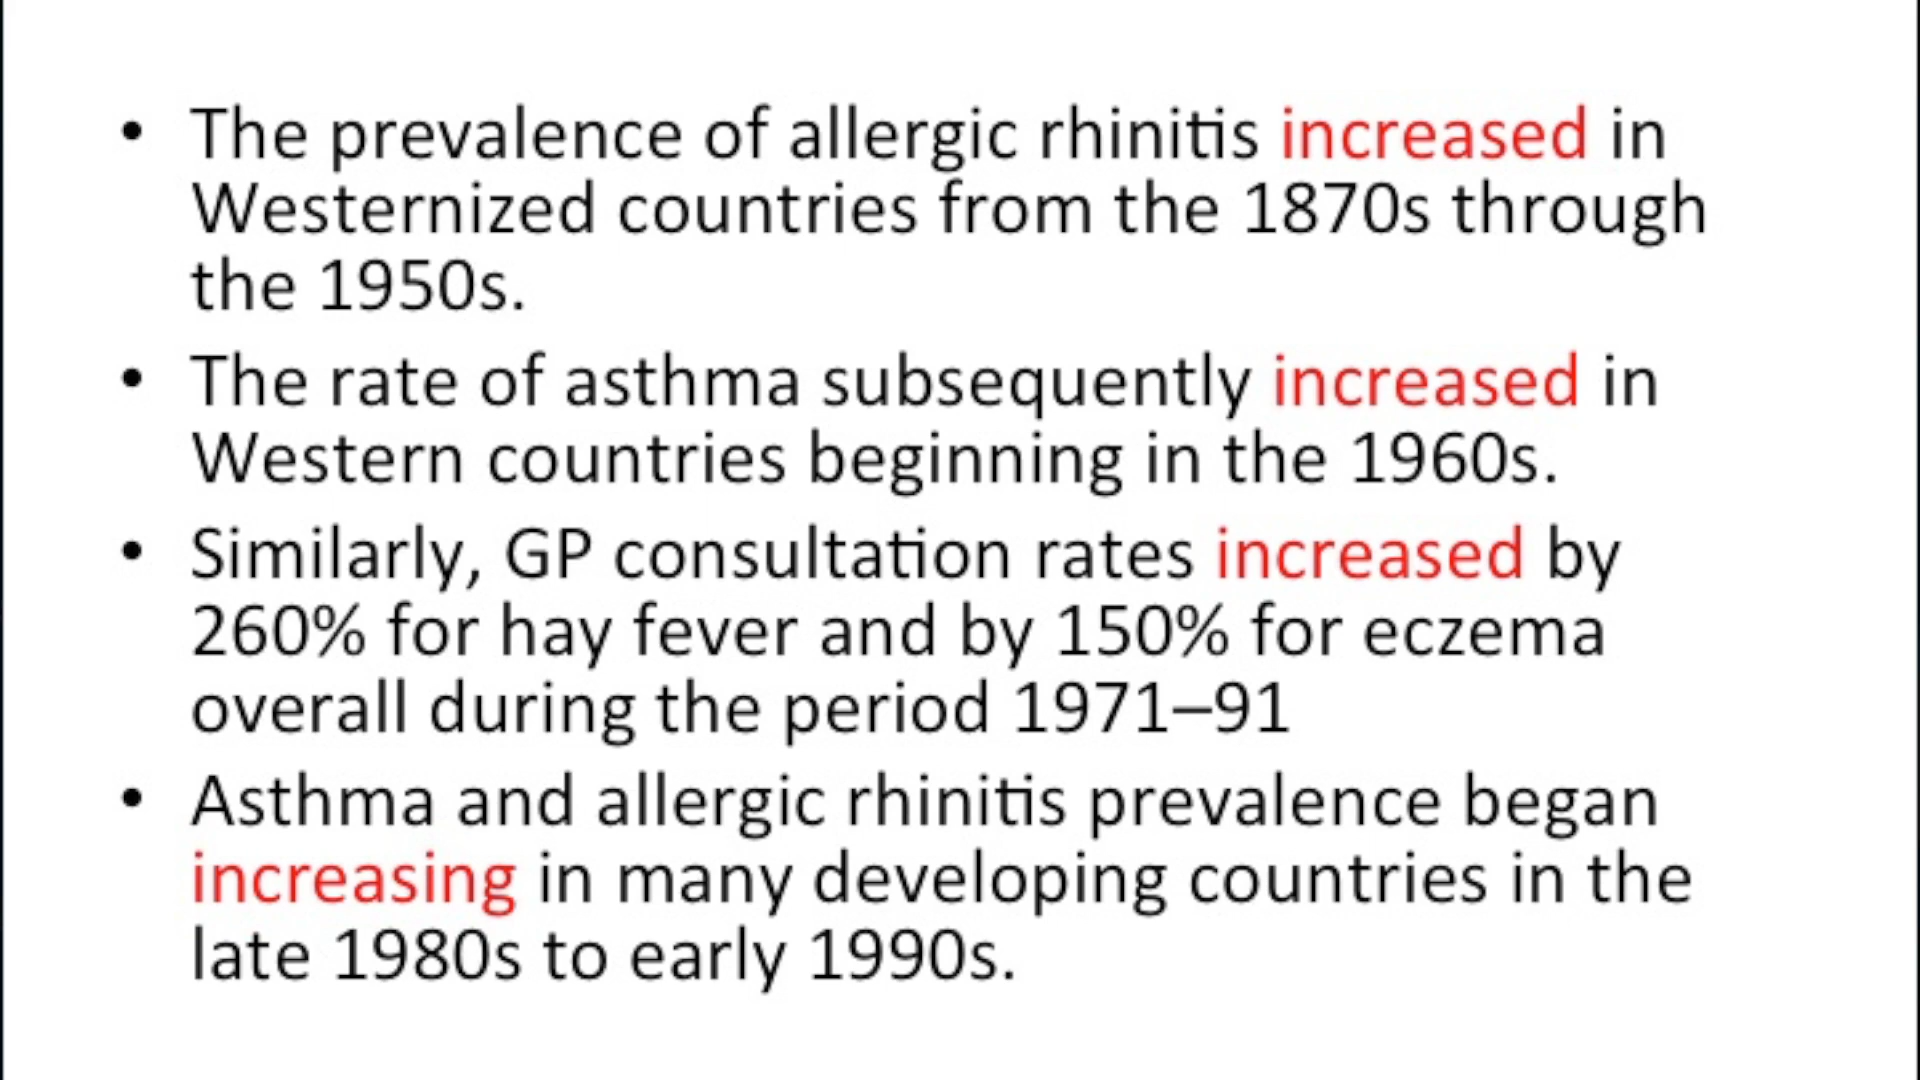 • The prevalence of allergic rhinitis increased in
Westernized countries from the 1870s through
the 1950s.
• The rate of asthma subsequently increased in
Western countries beginning in the 1960s.
• Similarly, GP consultation rates increased by
260% for hay fever and by 150% for eczema
overall during the period 1971–91
• Asthma and allergic rhinitis prevalence began
increasing in many developing countries in the
late 1980s to early 1990s.